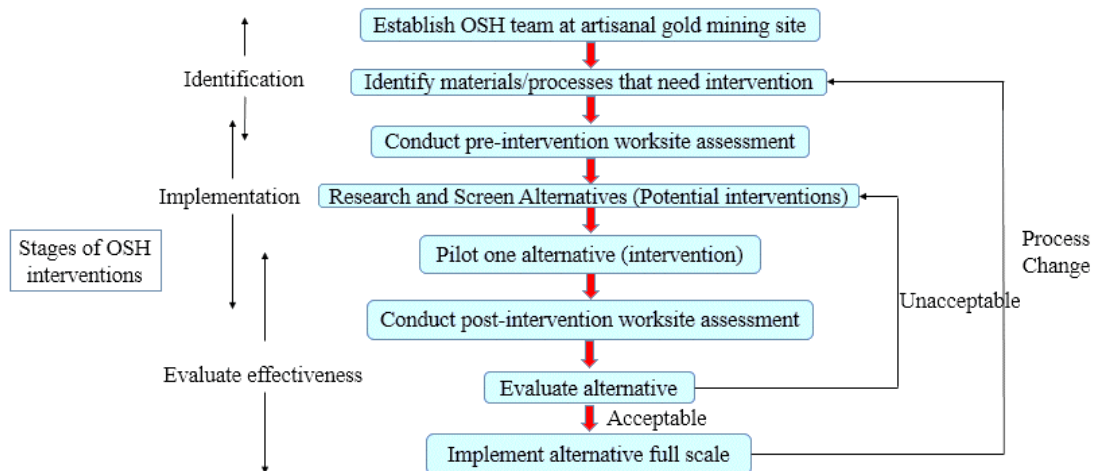 Establish OSH team at artisanal gold mining site
Identification
Identify materials/processes that need intervention
Conduct pre-intervention worksite assessment
Implementation
Research and Screen Alternatives (Potential interventions)
Stages of OSH
interventions
Pilot one alternative (intervention)
Process
Change
Unacceptable
Conduct post-intervention worksite assessment
Evaluate effectiveness
Evaluate alternative
Acceptable
Implement alternative full scale